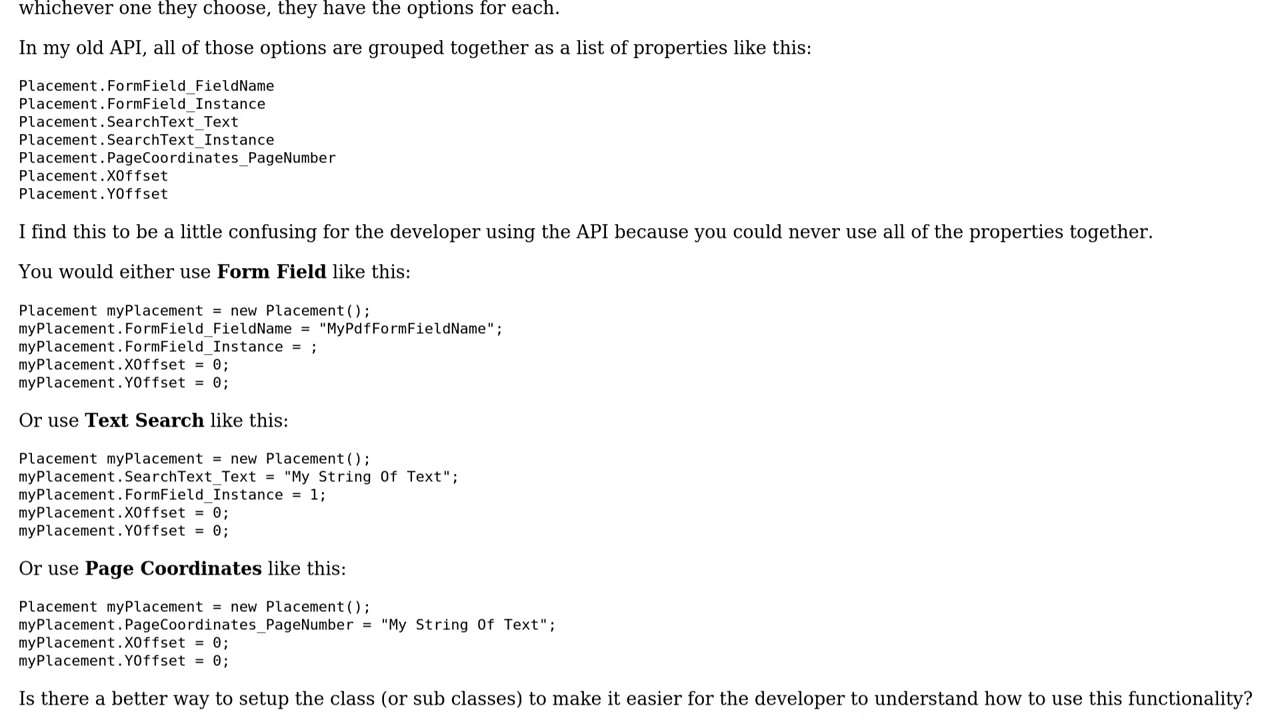 whichever one they choose, they have the options for each.
In my old API, all of those options are grouped together as a list of properties like this:
Placement.FormField_FieldName
Placement.FormField_Instance
Placement.SearchText_Text
Placement.SearchText_Instance
Placement.PageCoordinates_PageNumber
Placement.XOffset
Placement.YOffset
I find this to be a little confusing for the developer using the API because you could never use all of the properties together.
You would either use Form Field like this:
Placement myPlacement = new Placement();
myPlacement.FormField_FieldName = "MyPdfFormFieldName";
myPlacement.FormField_Instance = ;
myPlacement.XOffset = 0;
myPlacement.YOffset = 0;
Or use Text Search like this:
Placement myPlacement = new Placement();
myPlacement.SearchText_Text = "My String Of Text";
myPlacement.FormField_Instance = 1;
myPlacement.XOffset = 0;
myPlacement.YOffset = 0;
Or use Page Coordinates like this:
Placement myPlacement = new Placement();
myPlacement.PageCoordinates_PageNumber = "My String Of Text";
myPlacement.XOffset = 0;
myPlacement.YOffset = 0;
Is there a better way to setup the class (or sub classes) to make it easier for the developer to understand how to use this functionality?